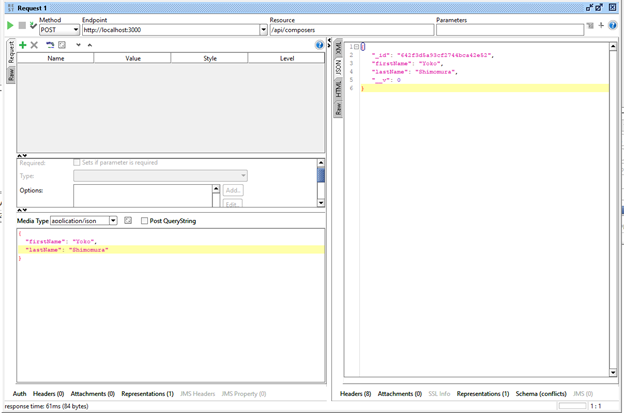 Request 1
Method
Endpoint
Resource
Parameters
POST
http://localhost:3000
/api/composers
Request
Raw
Name Value Style Level
Required: Sets if parameter is required
Type:
Options: Add..
Edit..
Media Type application/json Post QueryString
{
"firstName": "Yoko",
"lastName": "Shimomura"
}
Auth Headers (0) Attachments (0) Representations (1) JMS Headers JMS Property (0)
XML
JSON
HTML
Raw
1 {
2 "_id": "642f3d5a93cf2744bca42e52",
3 "firstName": "Yoko",
4 "lastName": "Shimomura",
5 "__v": 0
6 }
Headers (8) Attachments (0) SSL Info Representations (1) Schema (conflicts) JMS (0)
response time: 61ms (84 bytes)
1 : 1